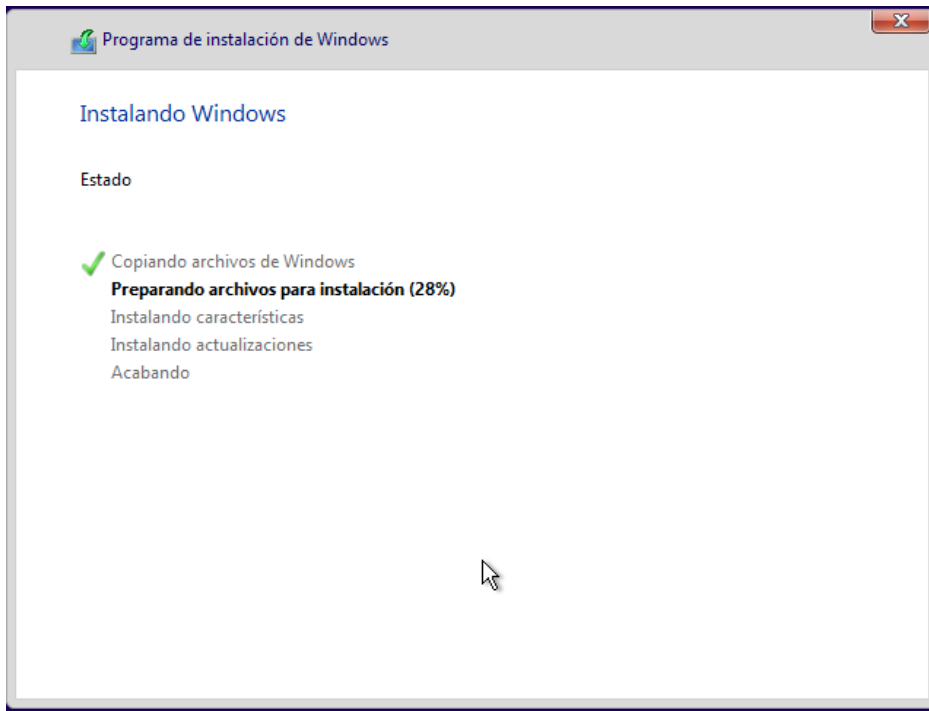 Programa de instalación de Windows
Instalando Windows
Estado
Copiando archivos de Windows
Preparando archivos para instalación (28%)
Instalando características
Instalando actualizaciones
Acabando